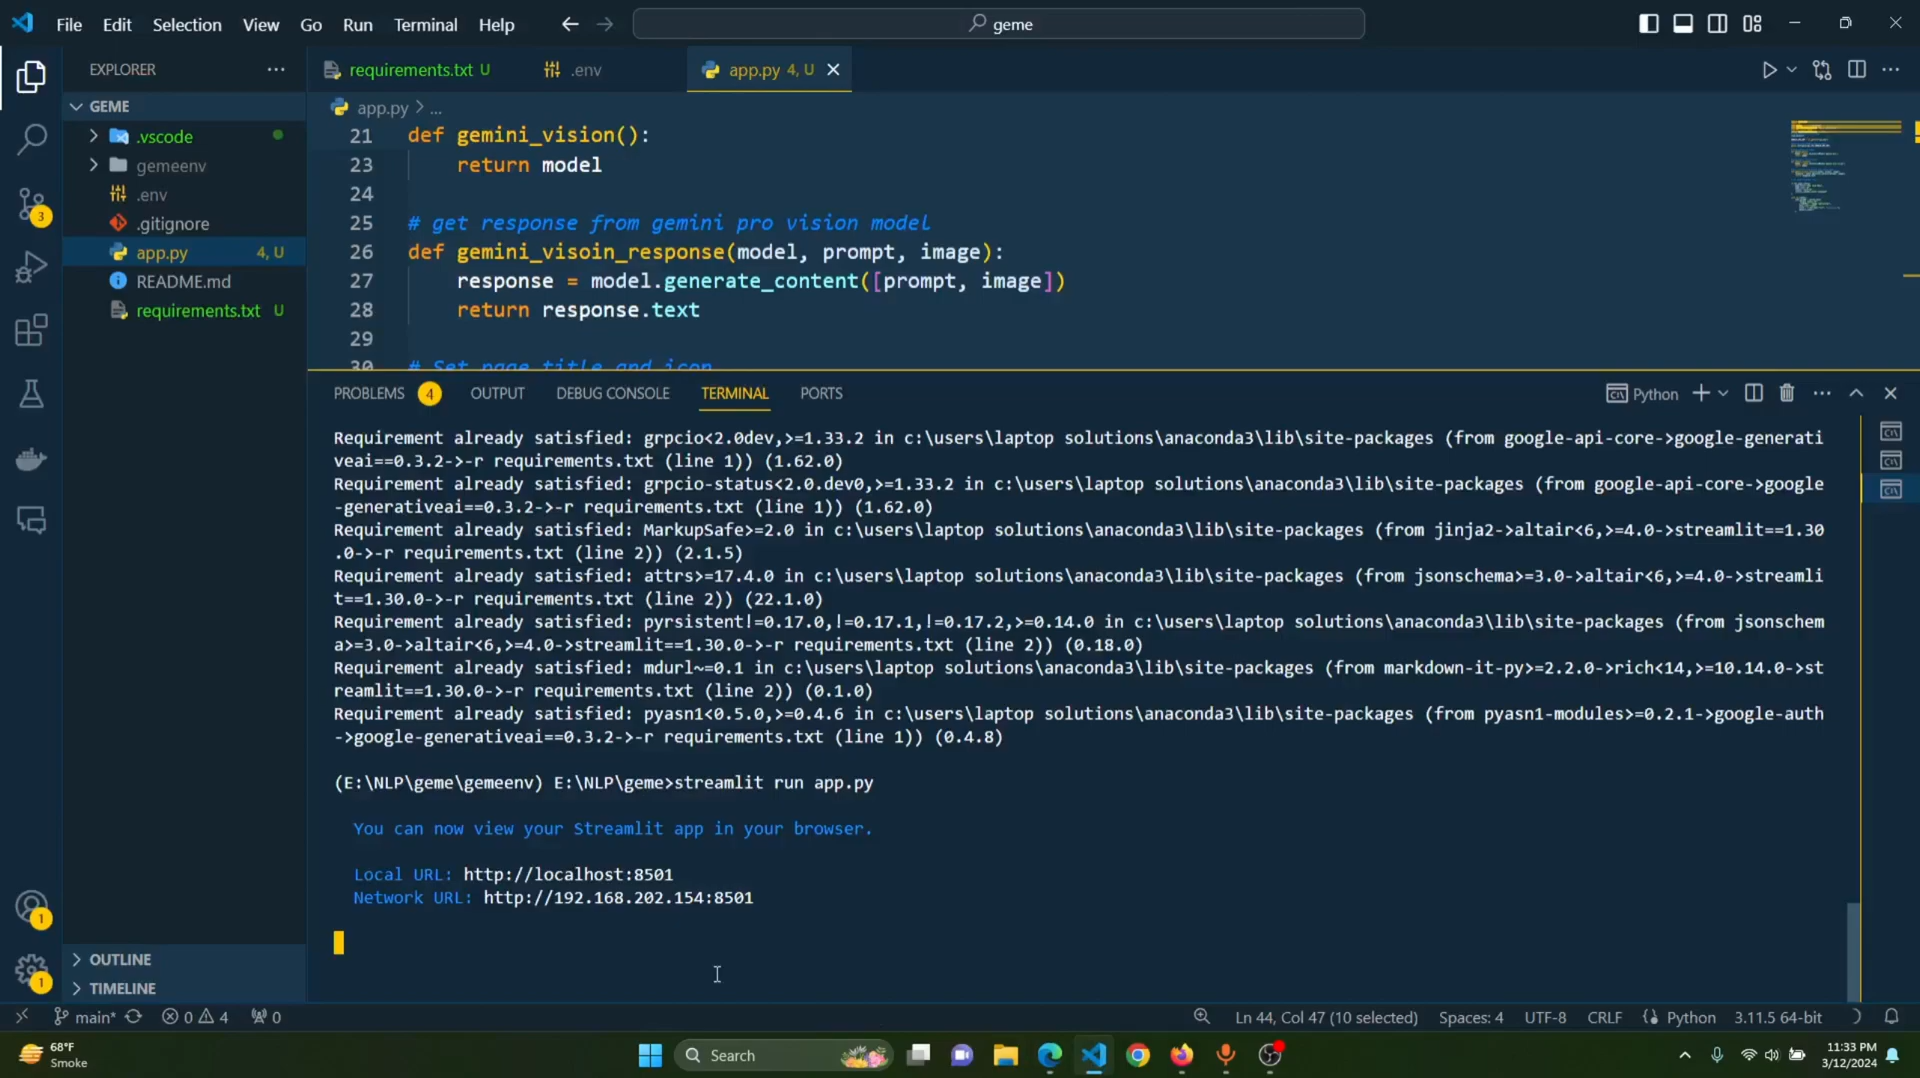 File Edit Selection View Go Run Terminal Help
geme
EXPLORER
requirements.txt U
.env
app.py 4, U
GEME
app.py > ...
.vscode
gemeenv
.env
.gitignore
app.py 4, U
README.md
requirements.txt U
21 def gemini_vision():
23 return model
24
25 # get response from gemini pro vision model
26 def gemini_visoin_response(model, prompt, image):
27 response = model.generate_content([prompt, image])
28 return response.text
29
30 # Set page title and icon
PROBLEMS 4 OUTPUT DEBUG CONSOLE TERMINAL PORTS
Python
Requirement already satisfied: grpcio<2.0dev,>=1.33.2 in c:\users\laptop solutions\anaconda3\lib\site-packages (from google-api-core->google-generati
veai==0.3.2->-r requirements.txt (line 1)) (1.62.0)
Requirement already satisfied: grpcio-status<2.0.dev0,>=1.33.2 in c:\users\laptop solutions\anaconda3\lib\site-packages (from google-api-core->google
-generativeai==0.3.2->-r requirements.txt (line 1)) (1.62.0)
Requirement already satisfied: MarkupSafe>=2.0 in c:\users\laptop solutions\anaconda3\lib\site-packages (from jinja2->altair<6,>=4.0->streamlit==1.30
.0->-r requirements.txt (line 2)) (2.1.5)
Requirement already satisfied: attrs>=17.4.0 in c:\users\laptop solutions\anaconda3\lib\site-packages (from jsonschema>=3.0->altair<6,>=4.0->streamli
t==1.30.0->-r requirements.txt (line 2)) (22.1.0)
Requirement already satisfied: pyrsistent!=0.17.0,!=0.17.1,!=0.17.2,>=0.14.0 in c:\users\laptop solutions\anaconda3\lib\site-packages (from jsonschem
a>=3.0->altair<6,>=4.0->streamlit==1.30.0->-r requirements.txt (line 2)) (0.18.0)
Requirement already satisfied: mdurl~=0.1 in c:\users\laptop solutions\anaconda3\lib\site-packages (from markdown-it-py>=2.2.0->rich<14,>=10.14.0->st
reamlit==1.30.0->-r requirements.txt (line 2)) (0.1.0)
Requirement already satisfied: pyasn1<0.5.0,>=0.4.6 in c:\users\laptop solutions\anaconda3\lib\site-packages (from pyasn1-modules>=0.2.1->google-auth
->google-generativeai==0.3.2->-r requirements.txt (line 1)) (0.4.8)
(E:\NLP\geme\gemeenv) E:\NLP\geme>streamlit run app.py
You can now view your Streamlit app in your browser.
Local URL: http://localhost:8501
Network URL: http://192.168.202.154:8501
3
1
1
OUTLINE
TIMELINE
main* 0 4 0
Ln 44, Col 47 (10 selected) Spaces: 4 UTF-8 CRLF Python 3.11.5 64-bit
68°F
Smoke
Search
11:33 PM
3/12/2024